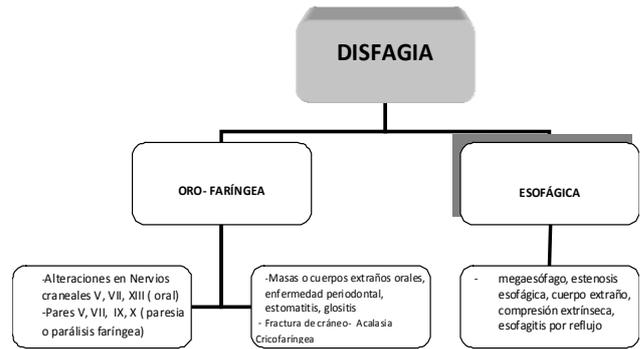 DISFAGIA
ORO- FARÍNGEA
ESOFÁGICA
-Alteraciones en Nervios
craneales V, VII, XIII ( oral)
-Pares V, VII, IX, X ( paresia
o parálisis faríngea)
-Masas o cuerpos extraños orales,
enfermedad periodontal,
estomatitis, glositis
- Fractura de cráneo- Acalasia
Cricofaríngea
- megaesófago, estenosis
esofágica, cuerpo extraño,
compresión extrínseca,
esofagitis por reflujo